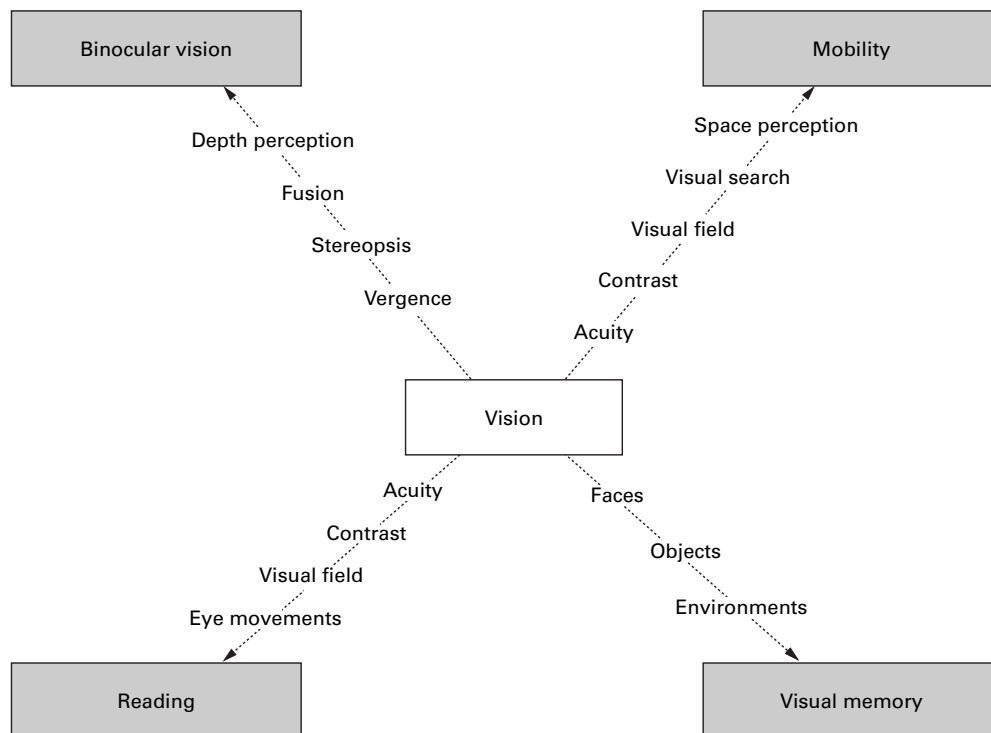 Binocular vision
Mobility
Depth perception
Fusion
Stereopsis
Vergence
Space perception
Visual search
Visual field
Contrast
Acuity
Vision
Acuity
Contrast
Visual field
Eye movements
Faces
Objects
Environments
Reading
Visual memory